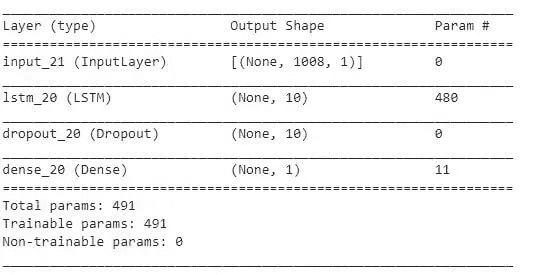 Layer (type) Output Shape Param #
input_21 (InputLayer) [(None, 1008, 1)] 0
lstm_20 (LSTM) (None, 10) 480
dropout_20 (Dropout) (None, 10) 0
dense_20 (Dense) (None, 1) 11
Total params: 491
Trainable params: 491
Non-trainable params: 0